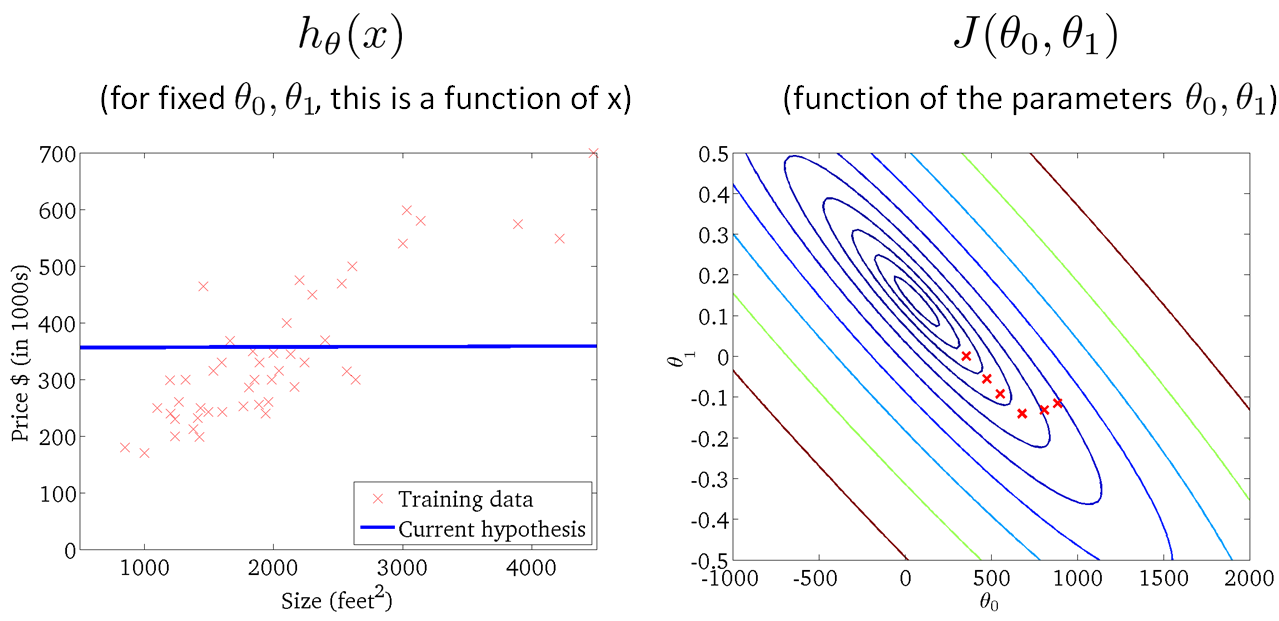 h_θ(x)
(for fixed θ₀, θ₁, this is a function of x)
700
600
500
400
300
200
100
0
Price $ (in 1000s)
1000 2000 3000 4000
Size (feet²)
Training data
Current hypothesis
J(θ₀, θ₁)
(function of the parameters θ₀, θ₁)
0.5
0.4
0.3
0.2
0.1
0
-0.1
-0.2
-0.3
-0.4
-0.5
θ₁
-1000 -500 0 500 1000 1500 2000
θ₀